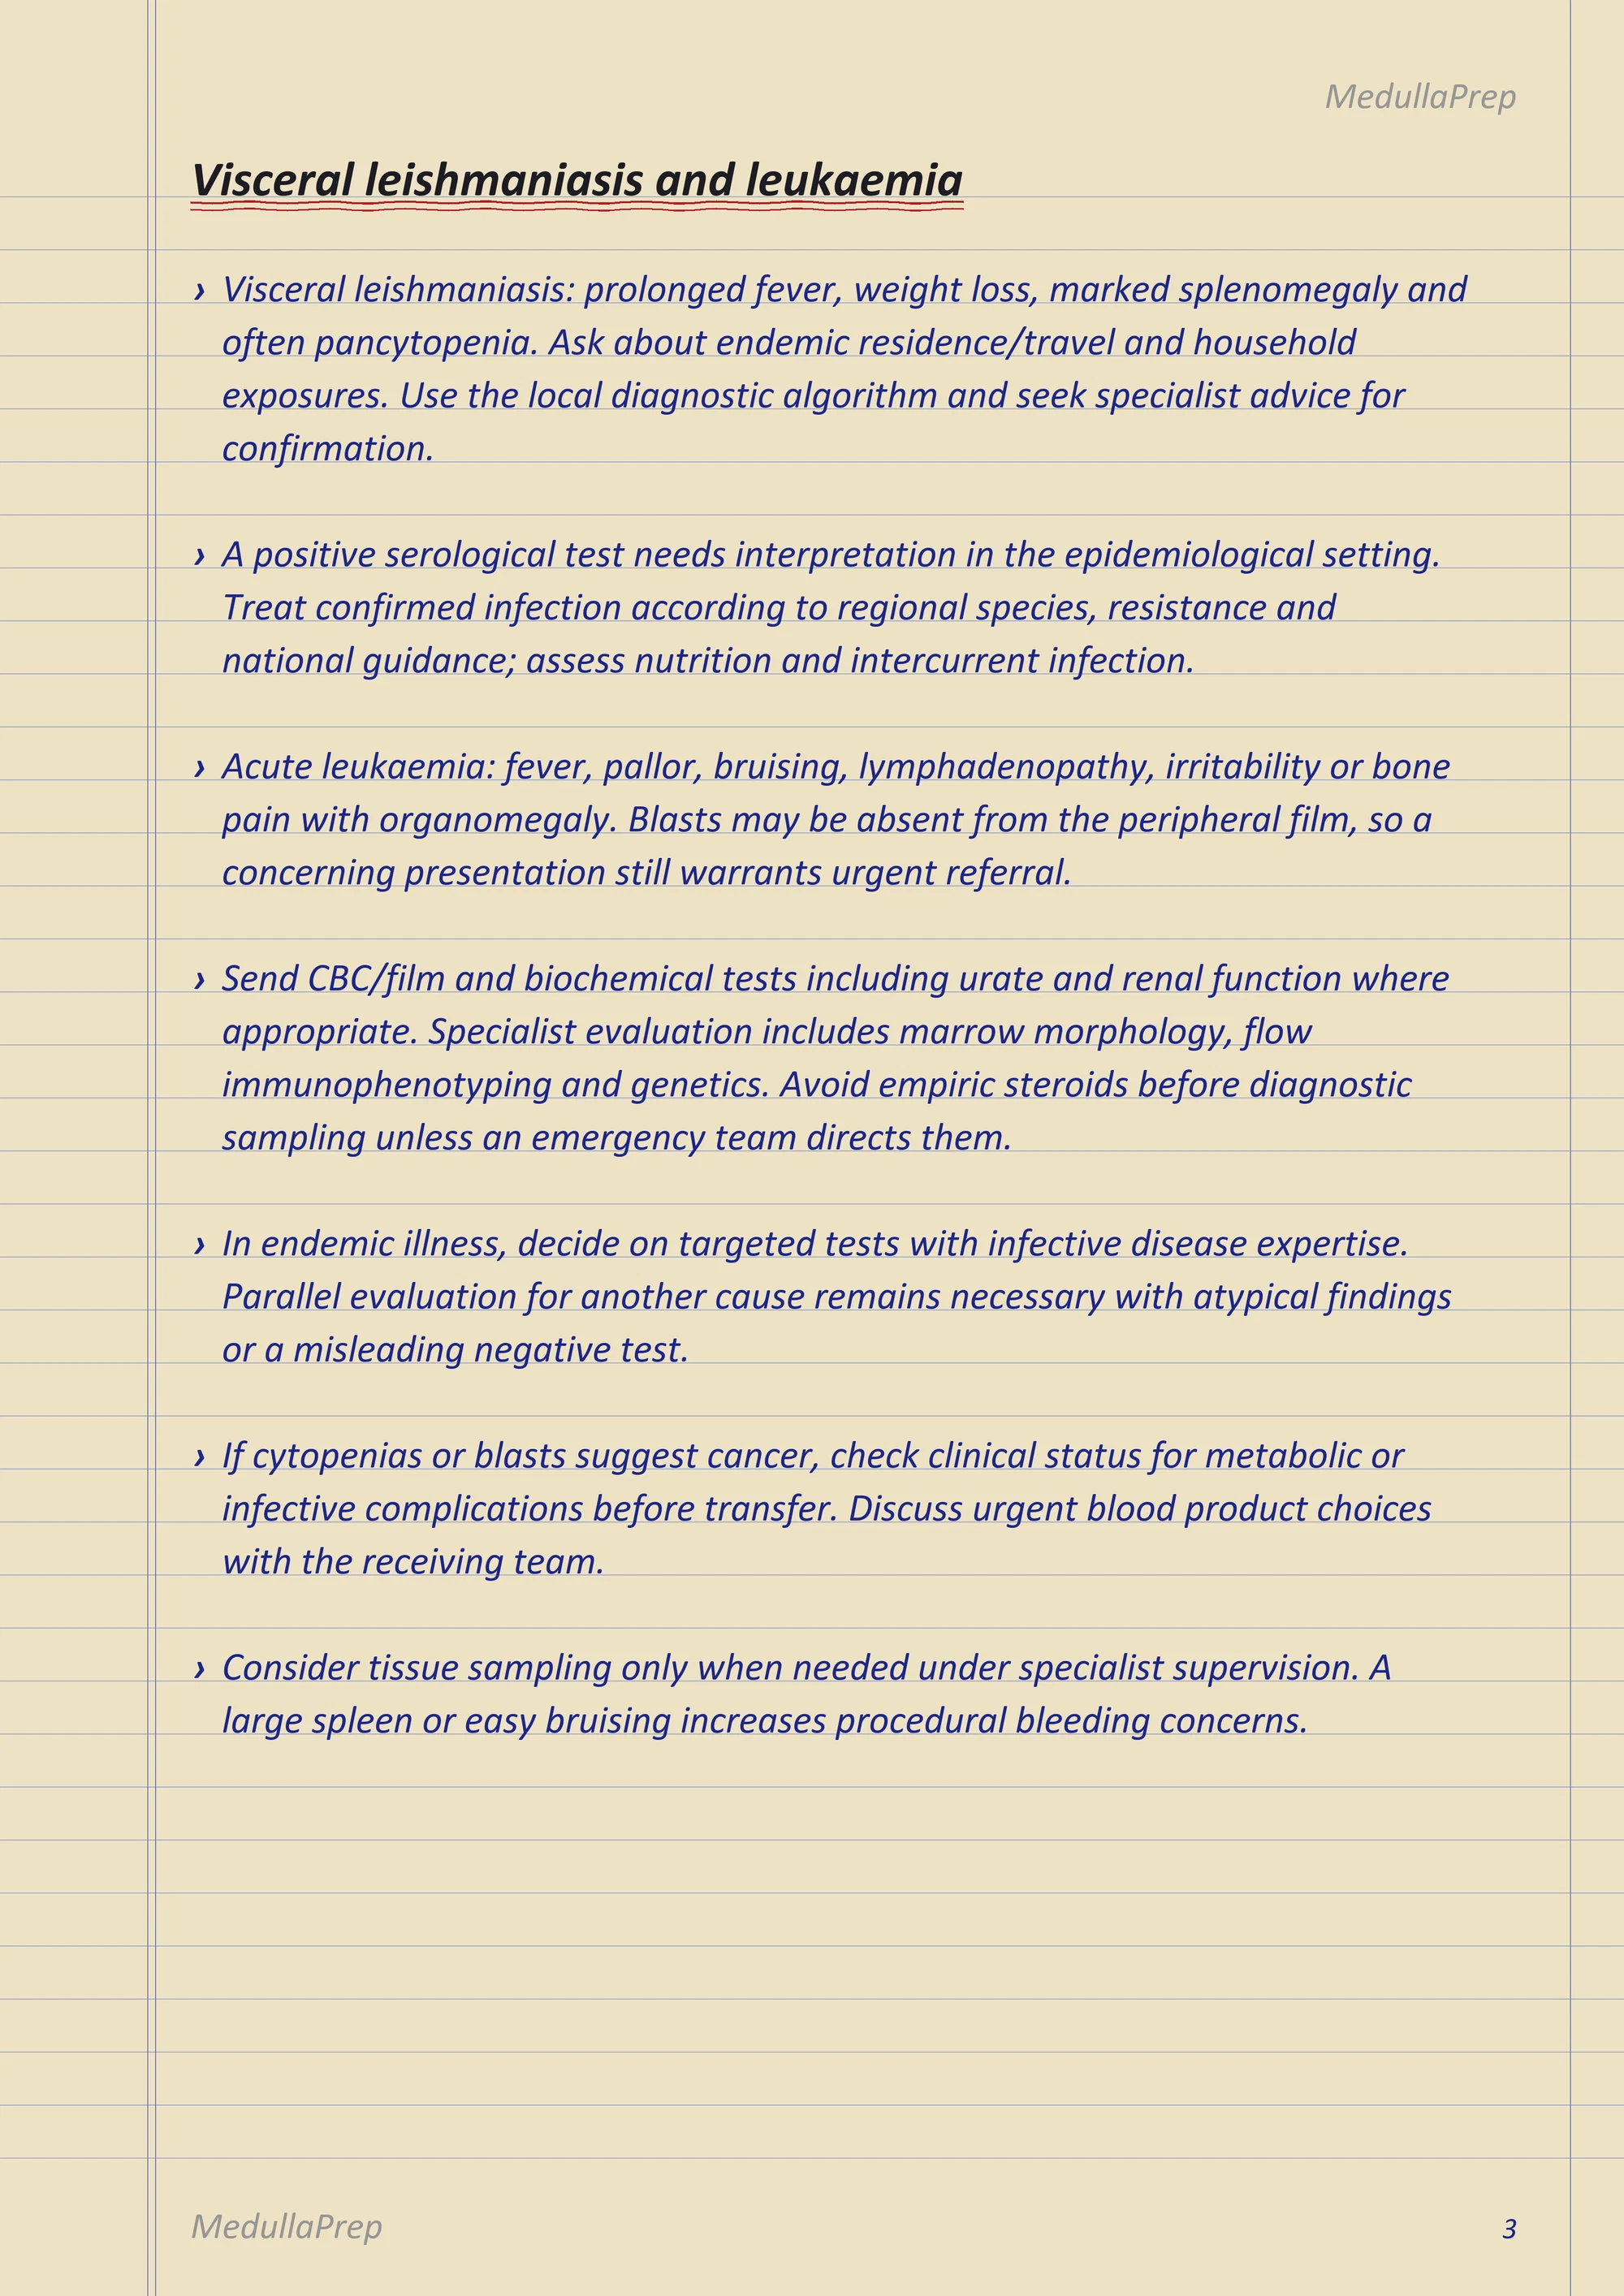 MedullaPrep
Visceral leishmaniasis and leukaemia
› Visceral leishmaniasis: prolonged fever, weight loss, marked splenomegaly and
often pancytopenia. Ask about endemic residence/travel and household
exposures. Use the local diagnostic algorithm and seek specialist advice for
confirmation.
› A positive serological test needs interpretation in the epidemiological setting.
Treat confirmed infection according to regional species, resistance and
national guidance; assess nutrition and intercurrent infection.
› Acute leukaemia: fever, pallor, bruising, lymphadenopathy, irritability or bone
pain with organomegaly. Blasts may be absent from the peripheral film, so a
concerning presentation still warrants urgent referral.
› Send CBC/film and biochemical tests including urate and renal function where
appropriate. Specialist evaluation includes marrow morphology, flow
immunophenotyping and genetics. Avoid empiric steroids before diagnostic
sampling unless an emergency team directs them.
› In endemic illness, decide on targeted tests with infective disease expertise.
Parallel evaluation for another cause remains necessary with atypical findings
or a misleading negative test.
› If cytopenias or blasts suggest cancer, check clinical status for metabolic or
infective complications before transfer. Discuss urgent blood product choices
with the receiving team.
› Consider tissue sampling only when needed under specialist supervision. A
large spleen or easy bruising increases procedural bleeding concerns.
MedullaPrep
3